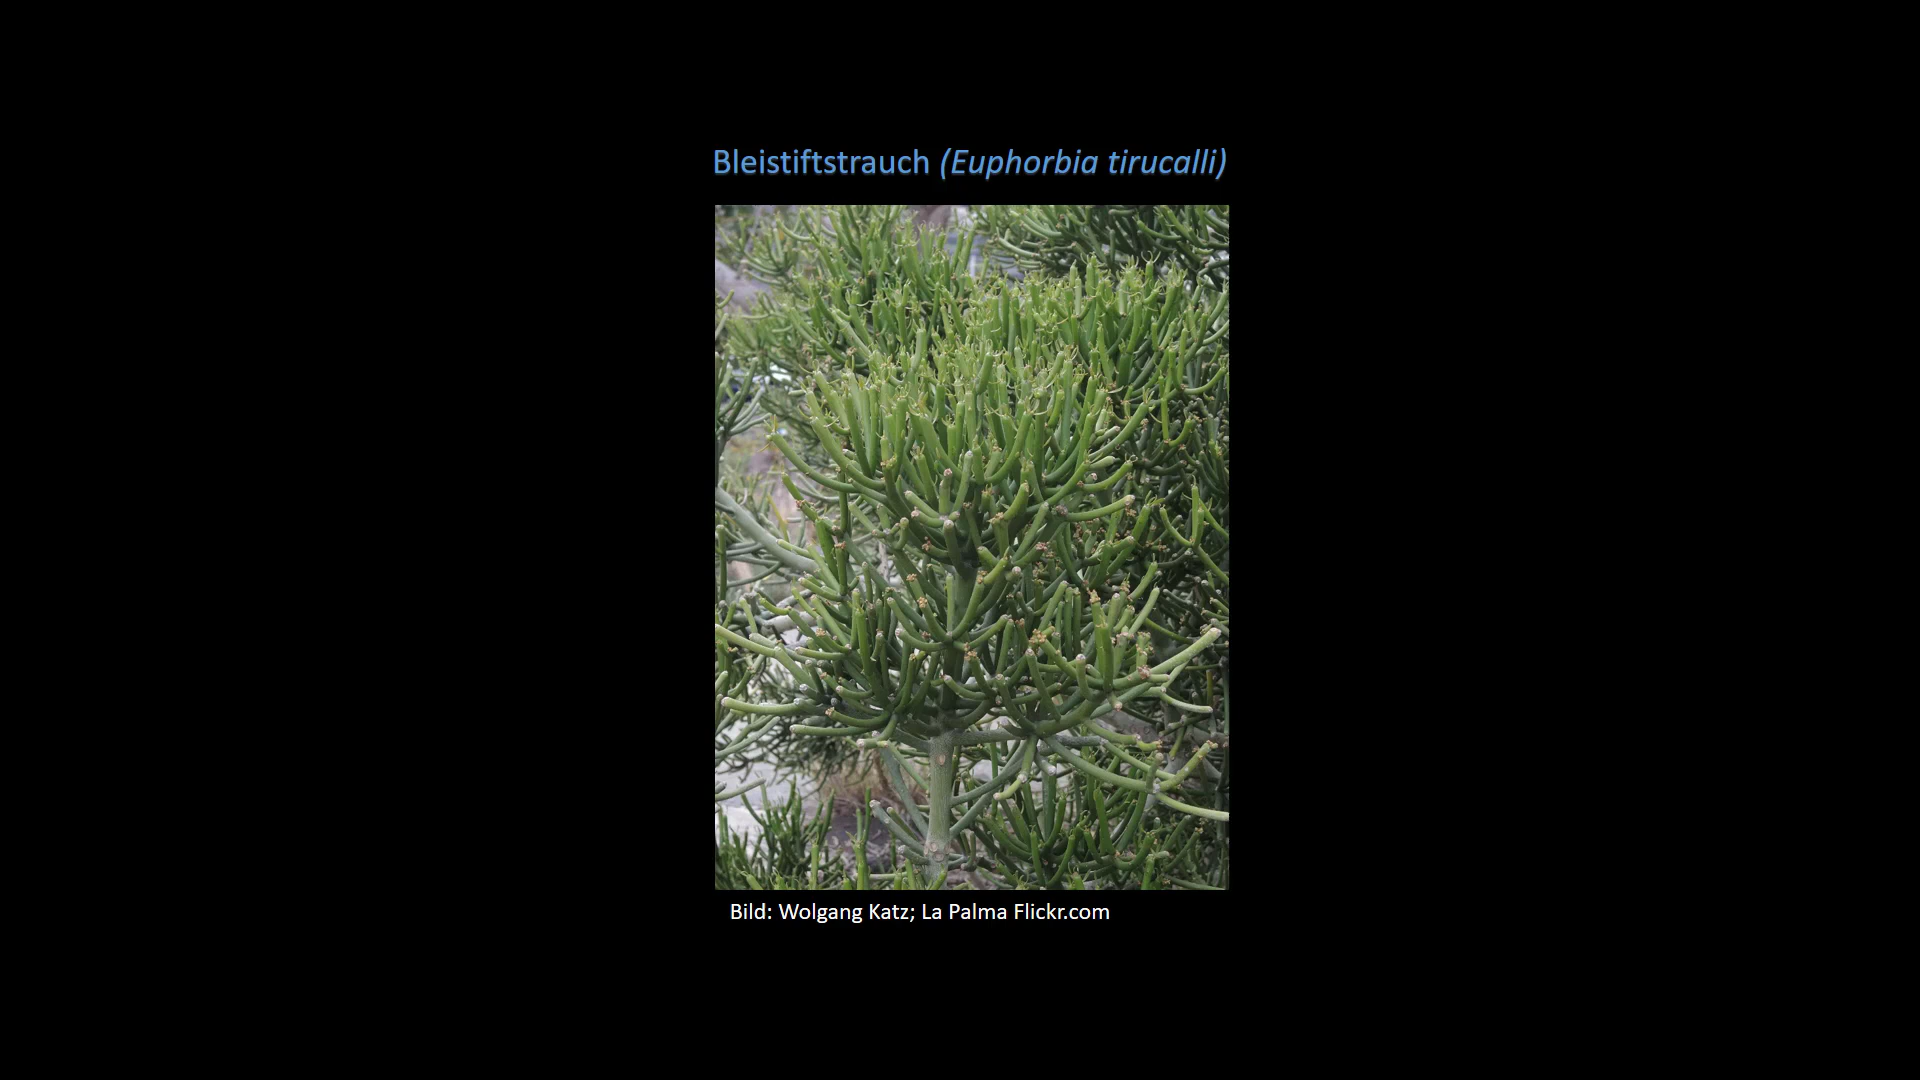 Bleistiftstrauch (Euphorbia tirucalli)
Bild: Wolgang Katz; La Palma Flickr.com